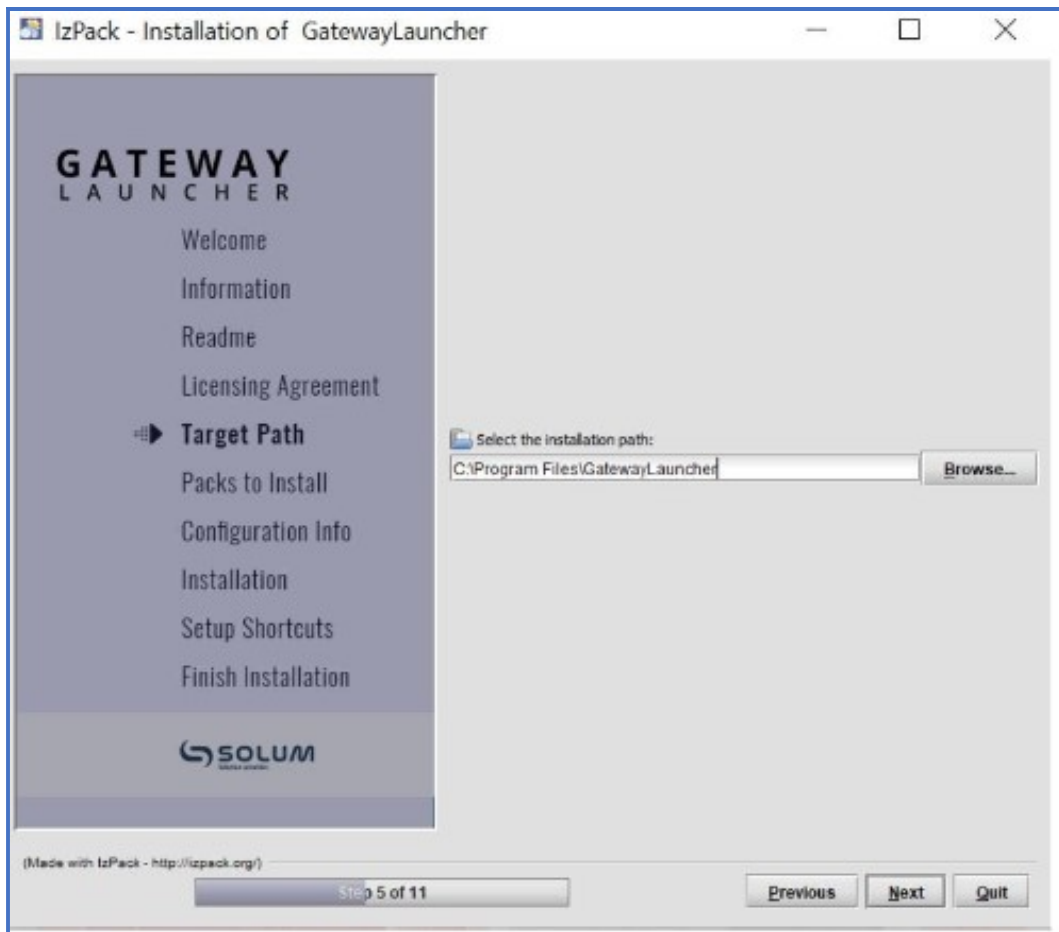 IzPack - Installation of GatewayLauncher
GATEWAY
LAUNCHER
Welcome
Information
Readme
Licensing Agreement
Target Path
Packs to Install
Configuration Info
Installation
Setup Shortcuts
Finish Installation
SOLUM
Select the installation path:
C:\Program Files\GatewayLauncher
Browse...
(Made with IzPack - http://izpack.org/)
Step 5 of 11
Previous
Next
Quit